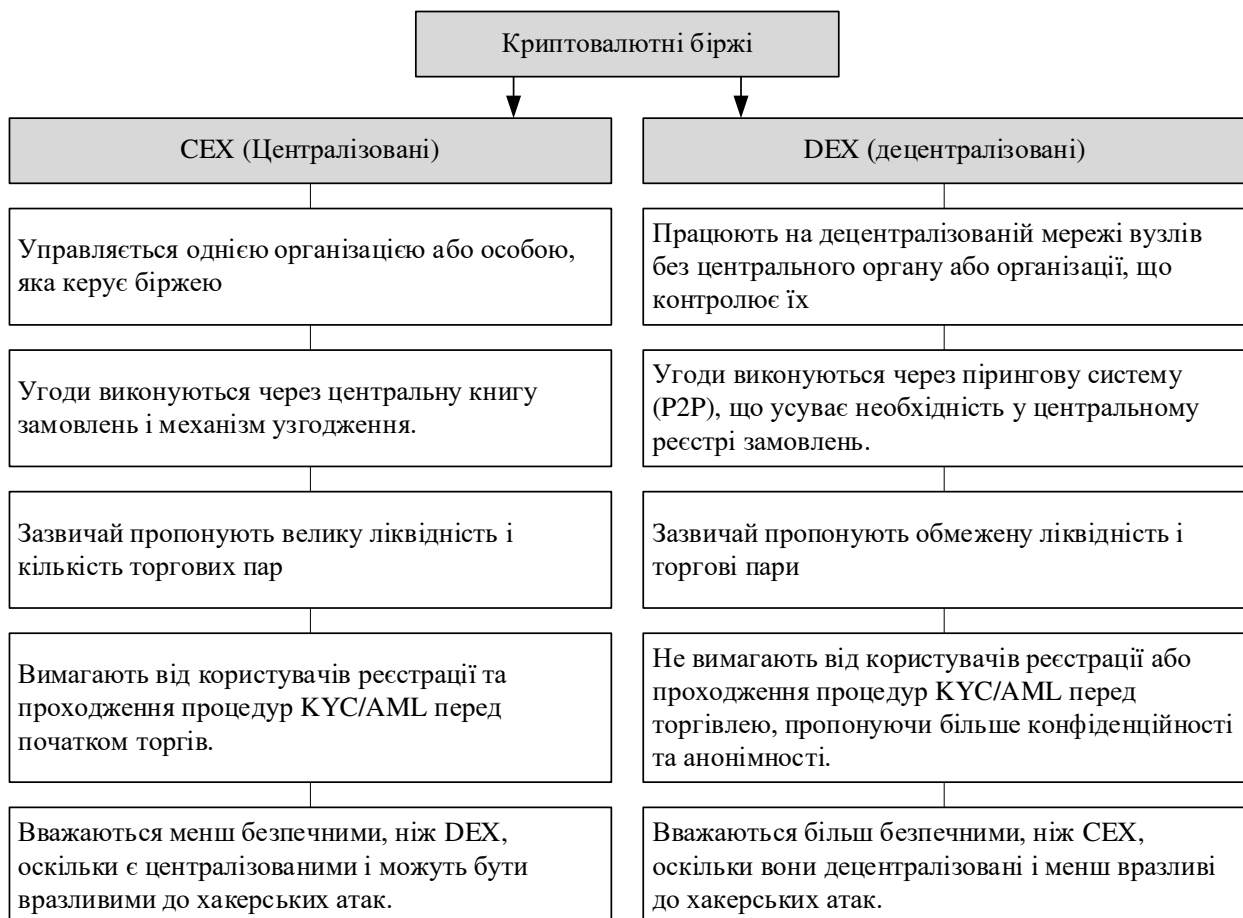 Криптовалютні біржі
CEX (Централізовані)
Управляється однією організацією або особою,
яка керує біржею
Угоди виконуються через центральну книгу
замовлень і механізм узгодження.
Зазвичай пропонують велику ліквідність і
кількість торгових пар
Вимагають від користувачів реєстрації та
проходження процедур KYC/AML перед
початком торгів.
Вважаються менш безпечними, ніж DEX,
оскільки є централізованими і можуть бути
вразливими до хакерських атак.
DEX (децентралізовані)
Працюють на децентралізованій мережі вузлів
без центрального органу або організації, що
контролює їх
Угоди виконуються через пірингову систему
(P2P), що усуває необхідність у центральному
реєстрі замовлень.
Зазвичай пропонують обмежену ліквідність і
торгові пари
Не вимагають від користувачів реєстрації або
проходження процедур KYC/AML перед
торгівлею, пропонуючи більше конфіденційності
та анонімності.
Вважаються більш безпечними, ніж CEX,
оскільки вони децентралізовані і менш вразливі
до хакерських атак.